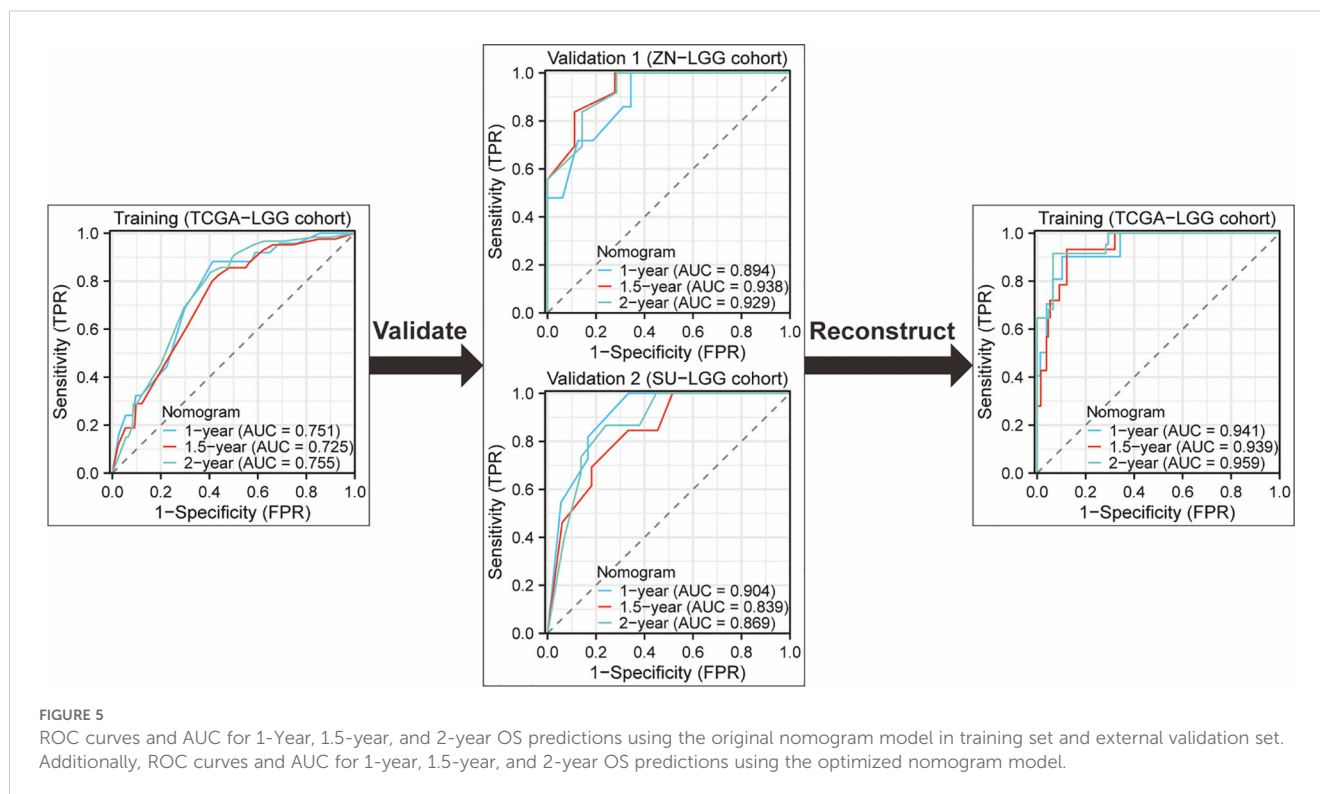 Training (TCGA−LGG cohort)
Sensitivity (TPR)
1.0
0.8
0.6
0.4
0.2
0.0
Nomogram
1−year (AUC = 0.751)
1.5−year (AUC = 0.725)
2−year (AUC = 0.755)
0.0 0.2 0.4 0.6 0.8 1.0
1−Specificity (FPR)
Validate
Validation 1 (ZN−LGG cohort)
Sensitivity (TPR)
1.0
0.8
0.6
0.4
0.2
0.0
Nomogram
1−year (AUC = 0.894)
1.5−year (AUC = 0.938)
2−year (AUC = 0.929)
0.0 0.2 0.4 0.6 0.8 1.0
1−Specificity (FPR)
Validation 2 (SU−LGG cohort)
Sensitivity (TPR)
1.0
0.8
0.6
0.4
0.2
0.0
Nomogram
1−year (AUC = 0.904)
1.5−year (AUC = 0.839)
2−year (AUC = 0.869)
0.0 0.2 0.4 0.6 0.8 1.0
1−Specificity (FPR)
Reconstruct
Training (TCGA−LGG cohort)
Sensitivity (TPR)
1.0
0.8
0.6
0.4
0.2
0.0
Nomogram
1−year (AUC = 0.941)
1.5−year (AUC = 0.939)
2−year (AUC = 0.959)
0.0 0.2 0.4 0.6 0.8 1.0
1−Specificity (FPR)
FIGURE 5
ROC curves and AUC for 1-Year, 1.5-year, and 2-year OS predictions using the original nomogram model in training set and external validation set.
Additionally, ROC curves and AUC for 1-year, 1.5-year, and 2-year OS predictions using the optimized nomogram model.